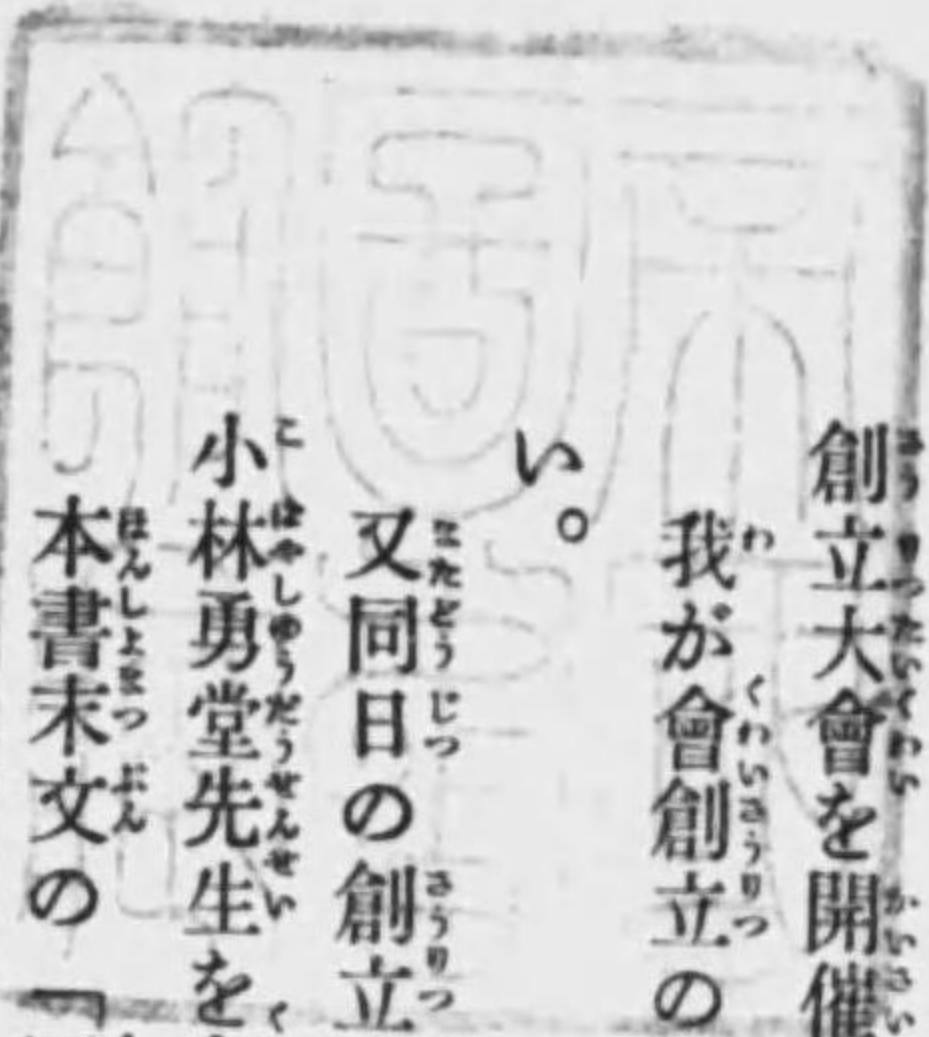 創立大會を開催
我が會創立の
い。
又同日の創立
小林勇堂先生を
本書末文の「